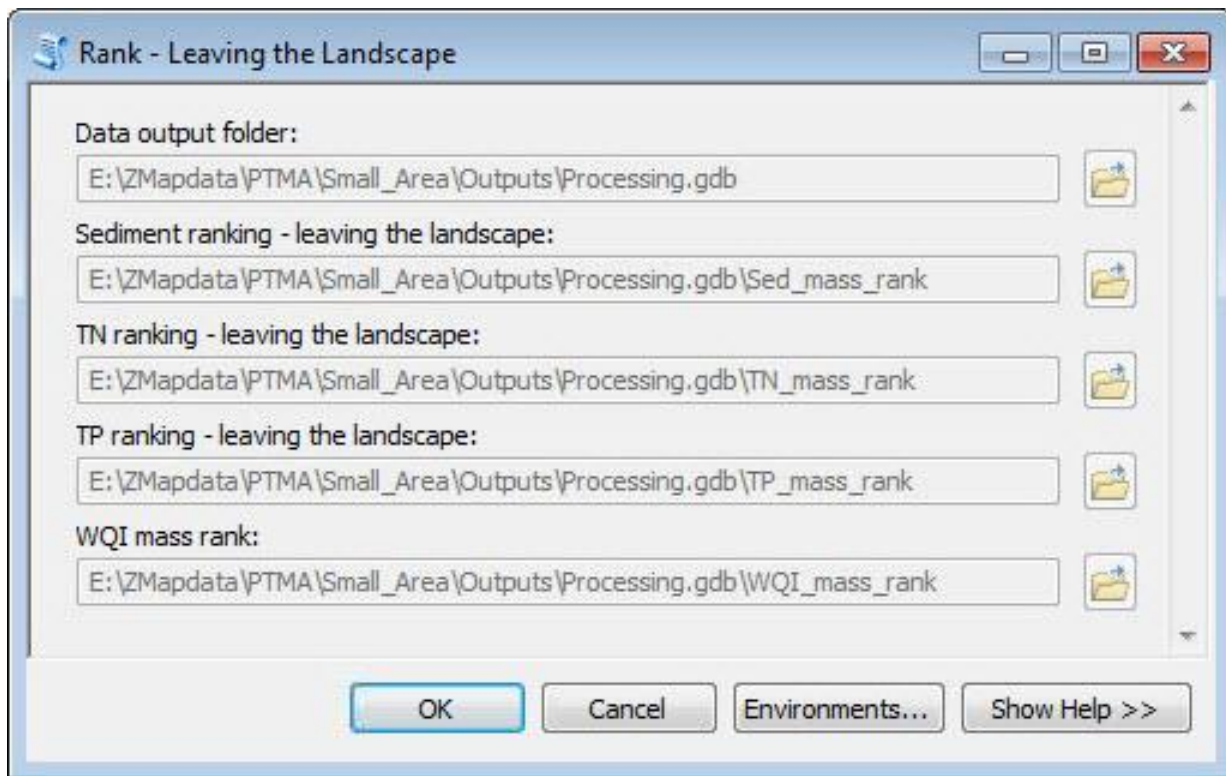 Rank - Leaving the Landscape
Data output folder:
E:\ZMapdata\PTMA\Small_Area\Outputs\Processing.gdb
Sediment ranking - leaving the landscape:
E:\ZMapdata\PTMA\Small_Area\Outputs\Processing.gdb\Sed_mass_rank
TN ranking - leaving the landscape:
E:\ZMapdata\PTMA\Small_Area\Outputs\Processing.gdb\TN_mass_rank
TP ranking - leaving the landscape:
E:\ZMapdata\PTMA\Small_Area\Outputs\Processing.gdb\TP_mass_rank
WQI mass rank:
E:\ZMapdata\PTMA\Small_Area\Outputs\Processing.gdb\WQI_mass_rank
OK Cancel Environments... Show Help >>